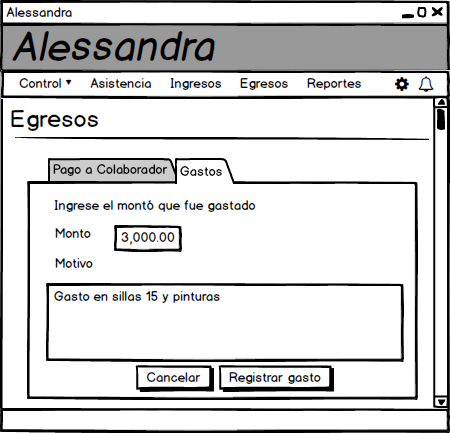 Alessandra
Alessandra
Control Asistencia Ingresos Egresos Reportes
Egresos
Pago a Colaborador Gastos
Ingrese el montó que fue gastado
Monto 3,000.00
Motivo
Gasto en sillas 15 y pinturas
Cancelar Registrar gasto